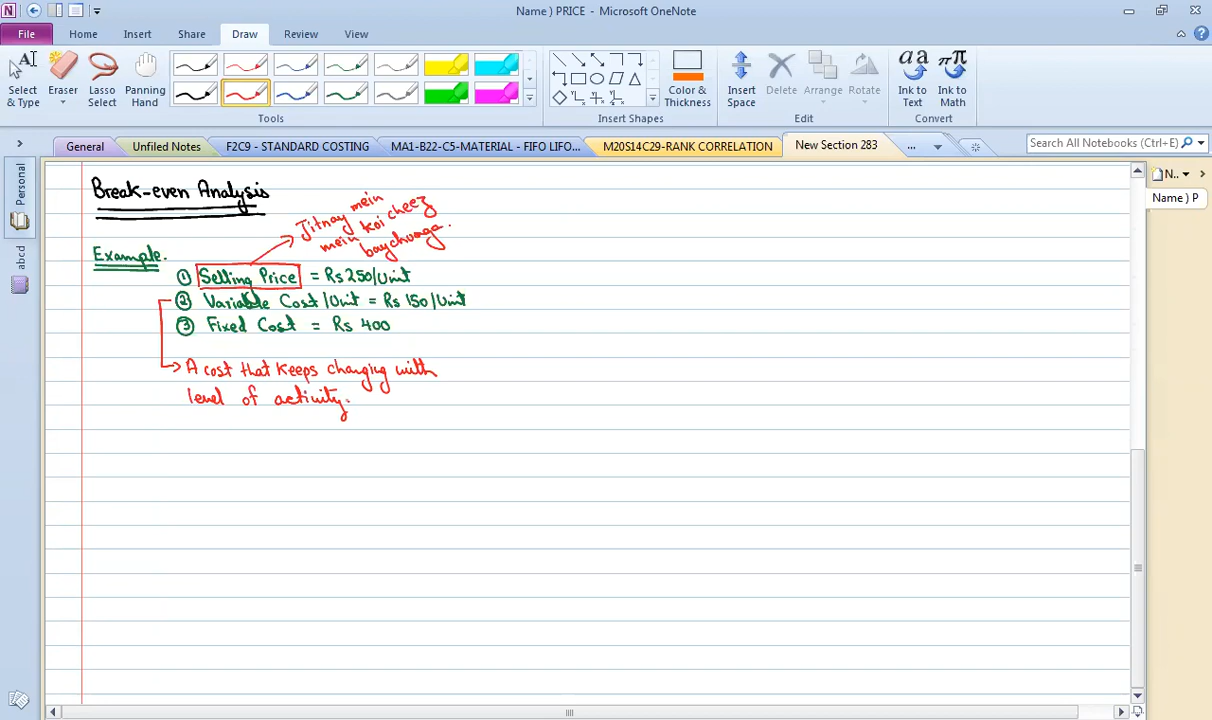 Name ) PRICE - Microsoft OneNote
File Home Insert Share Draw Review View
Select & Type
Eraser
Lasso Select
Panning Hand
Color & Thickness
Insert Space
Delete
Arrange
Rotate
Ink to Text
Ink to Math
Tools
Insert Shapes
Edit
Convert
General
Unfiled Notes
F2C9 - STANDARD COSTING
MA1-B22-C5-MATERIAL - FIFO LIFO...
M20S14C29-RANK CORRELATION
New Section 283
...
Search All Notebooks (Ctrl+E)
Personal
abcd
N..
Name ) P
Break-even Analysis
Jitnay mein
mein koi cheez
baychunga.
Example.
① Selling Price = Rs 250/Unit
② Variable Cost /Unit = Rs 150/Unit
③ Fixed Cost = Rs 400
A cost that keeps changing with
level of activity.